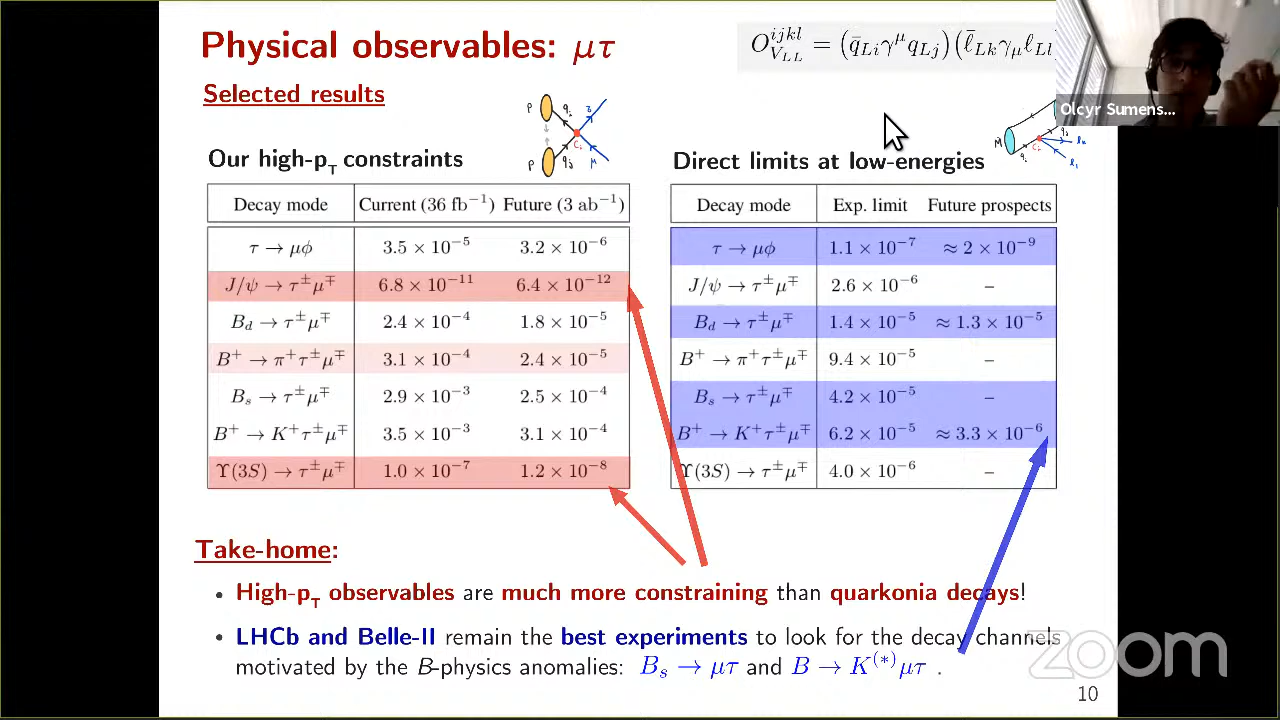 Physical observables: μτ
O^{ijkl}_{V_{LL}} = (q̄_{Li}γ^μ q_{Lj})(ℓ̄_{Lk}γ_μ ℓ_{Ll}
Selected results
Olcyr Sumens...
Our high-p_T constraints
Decay mode Current (36 fb⁻¹) Future (3 ab⁻¹)
τ → μϕ 3.5 × 10⁻⁵ 3.2 × 10⁻⁶
J/ψ → τ^±μ^∓ 6.8 × 10⁻¹¹ 6.4 × 10⁻¹²
B_d → τ^±μ^∓ 2.4 × 10⁻⁴ 1.8 × 10⁻⁵
B⁺ → π⁺τ^±μ^∓ 3.1 × 10⁻⁴ 2.4 × 10⁻⁵
B_s → τ^±μ^∓ 2.9 × 10⁻³ 2.5 × 10⁻⁴
B⁺ → K⁺τ^±μ^∓ 3.5 × 10⁻³ 3.1 × 10⁻⁴
Υ(3S) → τ^±μ^∓ 1.0 × 10⁻⁷ 1.2 × 10⁻⁸
Direct limits at low-energies
Decay mode Exp. limit Future prospects
τ → μϕ 1.1 × 10⁻⁷ ≈ 2 × 10⁻⁹
J/ψ → τ^±μ^∓ 2.6 × 10⁻⁶ –
B_d → τ^±μ^∓ 1.4 × 10⁻⁵ ≈ 1.3 × 10⁻⁵
B⁺ → π⁺τ^±μ^∓ 9.4 × 10⁻⁵ –
B_s → τ^±μ^∓ 4.2 × 10⁻⁵ –
B⁺ → K⁺τ^±μ^∓ 6.2 × 10⁻⁵ ≈ 3.3 × 10⁻⁶
Υ(3S) → τ^±μ^∓ 4.0 × 10⁻⁶ –
Take-home:
• High-p_T observables are much more constraining than quarkonia decays!
• LHCb and Belle-II remain the best experiments to look for the decay channels
motivated by the B-physics anomalies: B_s → μτ and B → K^(*)μτ .
zoom
10